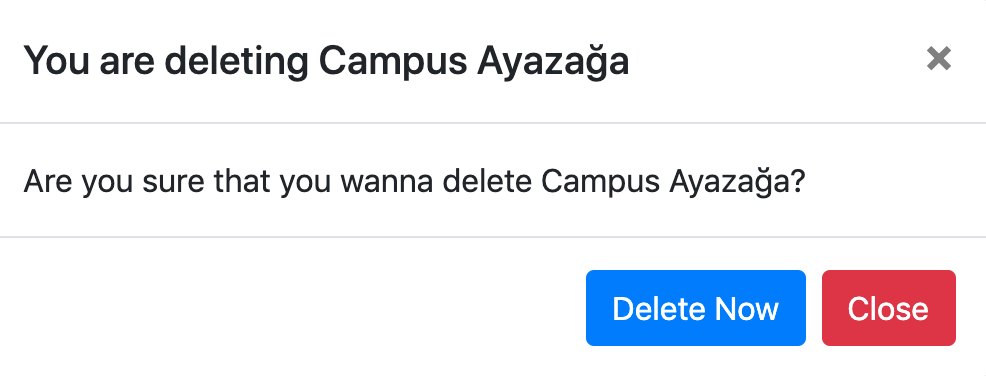 You are deleting Campus Ayazağa
×
Are you sure that you wanna delete Campus Ayazağa?
Delete Now
Close